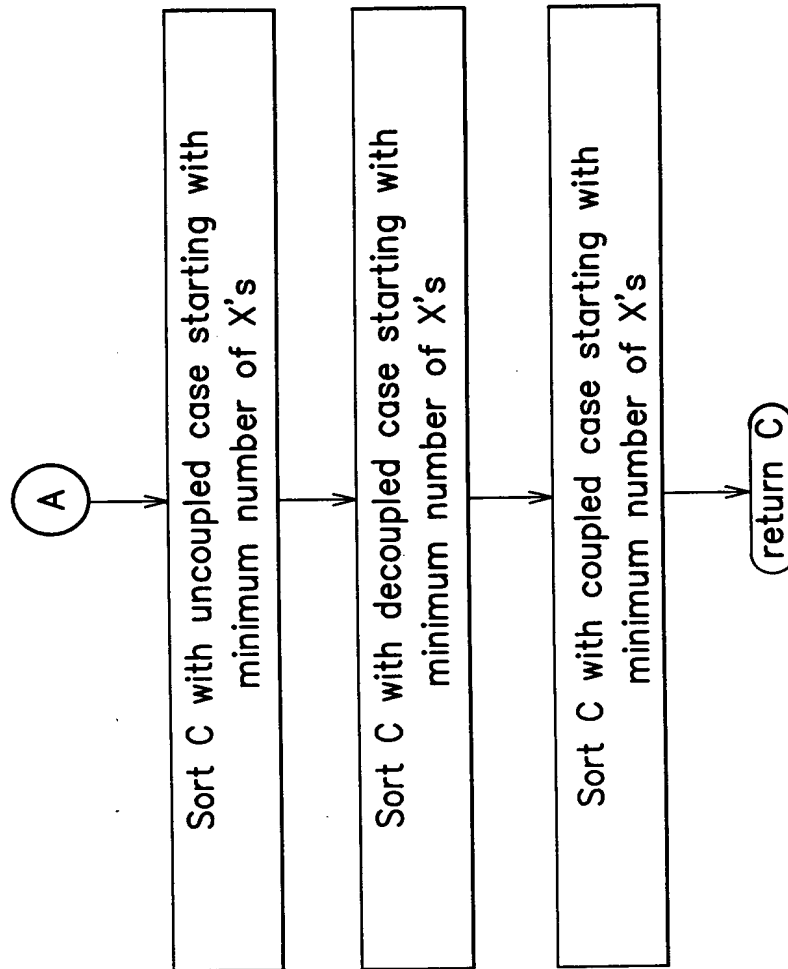 A
Sort C with uncoupled case starting with
minimum number of X's
Sort C with decoupled case starting with
minimum number of X's
Sort C with coupled case starting with
minimum number of X's
return C